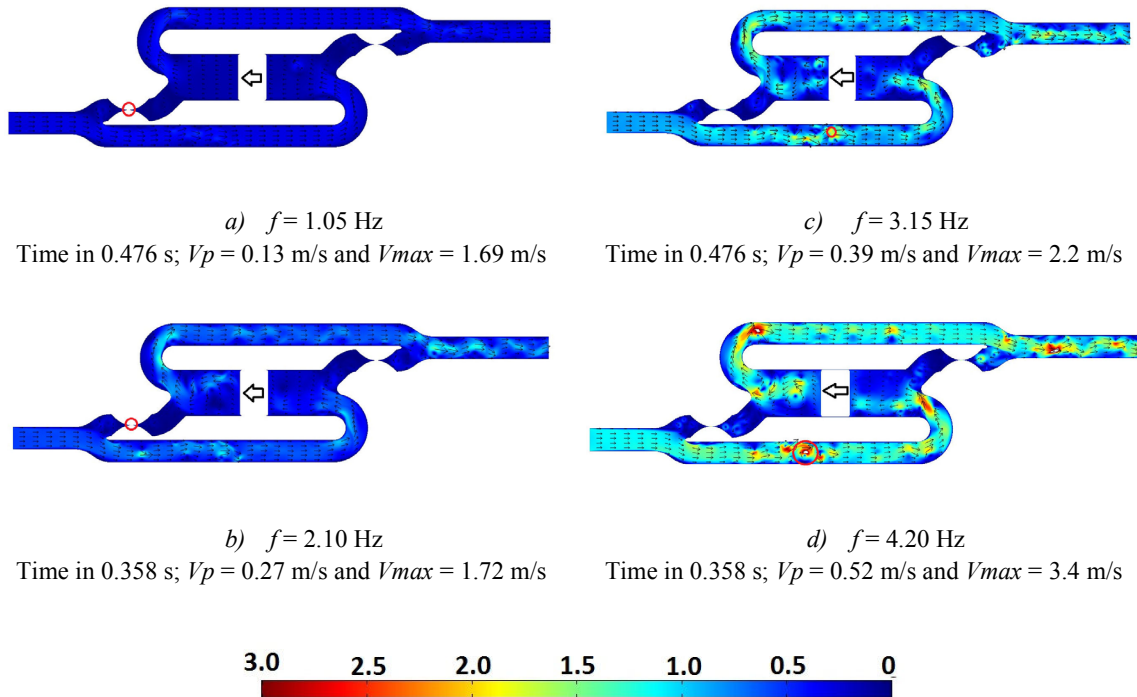 a) f = 1.05 Hz
Time in 0.476 s; Vp = 0.13 m/s and Vmax = 1.69 m/s
c) f = 3.15 Hz
Time in 0.476 s; Vp = 0.39 m/s and Vmax = 2.2 m/s
b) f = 2.10 Hz
Time in 0.358 s; Vp = 0.27 m/s and Vmax = 1.72 m/s
d) f = 4.20 Hz
Time in 0.358 s; Vp = 0.52 m/s and Vmax = 3.4 m/s
3.0 2.5 2.0 1.5 1.0 0.5 0